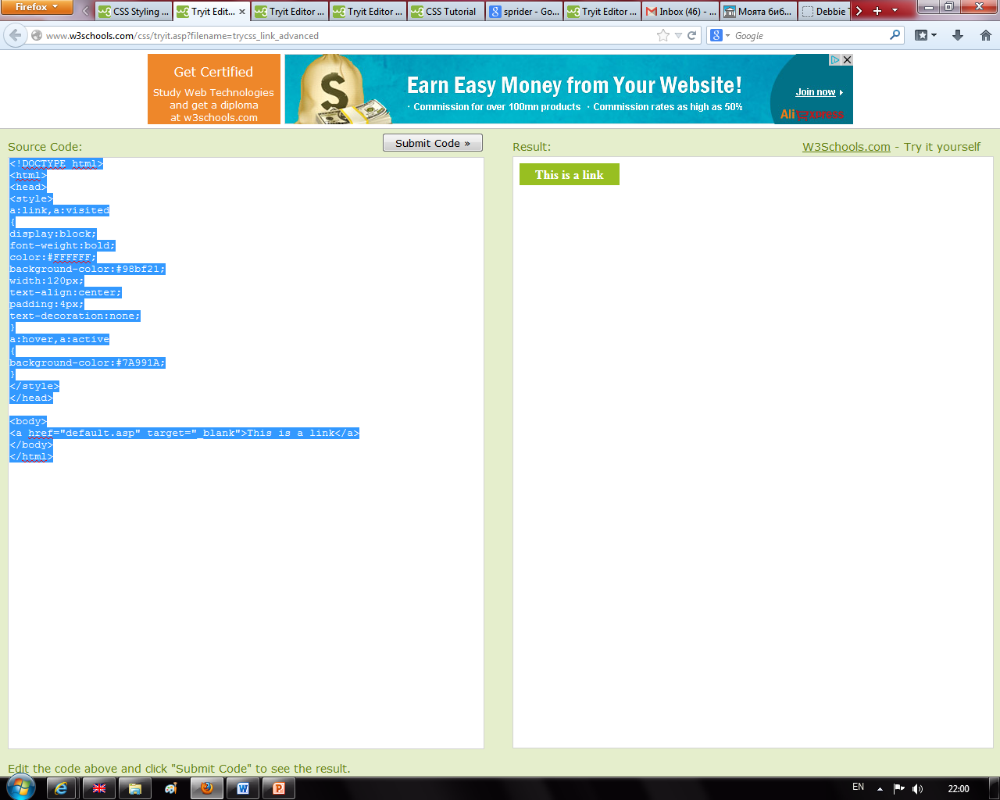 Firefox
CSS Styling ...
Tryit Edit...
Tryit Editor ...
Tryit Editor ...
CSS Tutorial
sprider - Go...
Tryit Editor ...
Inbox (46) - ...
Моята биб...
Debbie T
www.w3schools.com/css/tryit.asp?filename=trycss_link_advanced
Google
Get Certified
Study Web Technologies
and get a diploma
at w3schools.com
$
Earn Easy Money from Your Website!
· Commission for over 100mn products · Commission rates as high as 50%
Join now
AliExpress
Source Code:
Submit Code »
Result:
W3Schools.com - Try it yourself
<!DOCTYPE html>
<html>
<head>
<style>
a:link,a:visited
{
display:block;
font-weight:bold;
color:#FFFFFF;
background-color:#98bf21;
width:120px;
text-align:center;
padding:4px;
text-decoration:none;
}
a:hover,a:active
{
background-color:#7A991A;
}
</style>
</head>
<body>
<a href="default.asp" target="_blank">This is a link</a>
</body>
</html>
This is a link
Edit the code above and click "Submit Code" to see the result.
EN
22:00